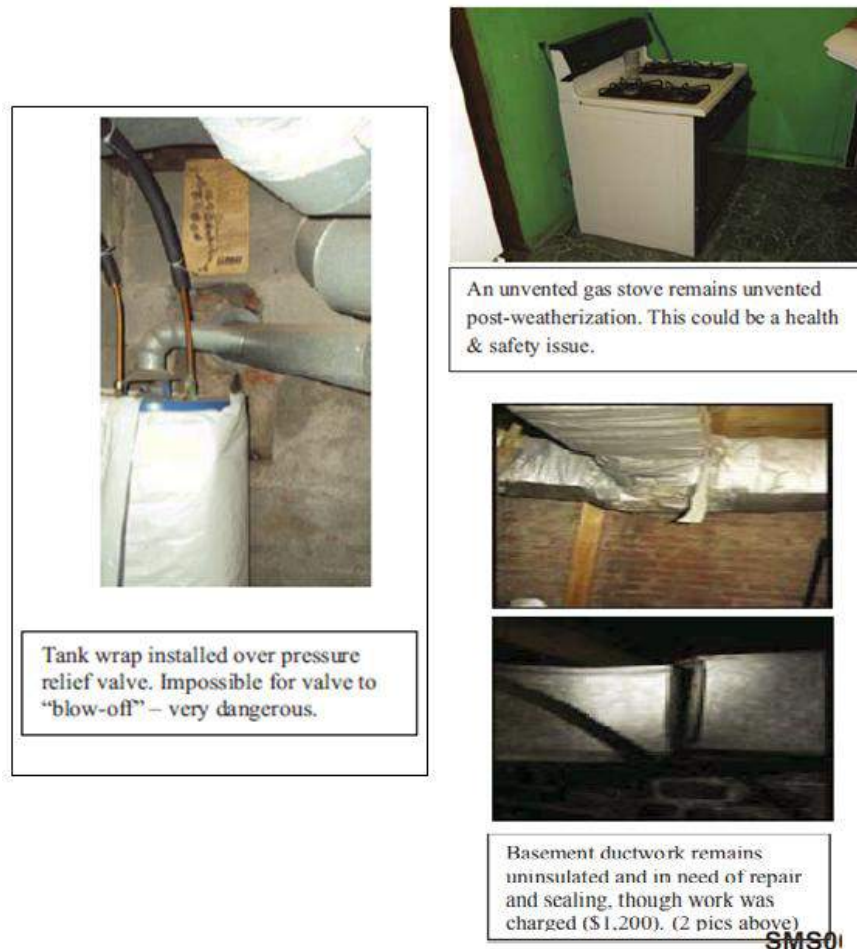 An unvented gas stove remains unvented
post-weatherization. This could be a health
& safety issue.
Tank wrap installed over pressure
relief valve. Impossible for valve to
“blow-off” – very dangerous.
Basement ductwork remains
uninsulated and in need of repair
and sealing, though work was
charged ($1,200). (2 pics above)